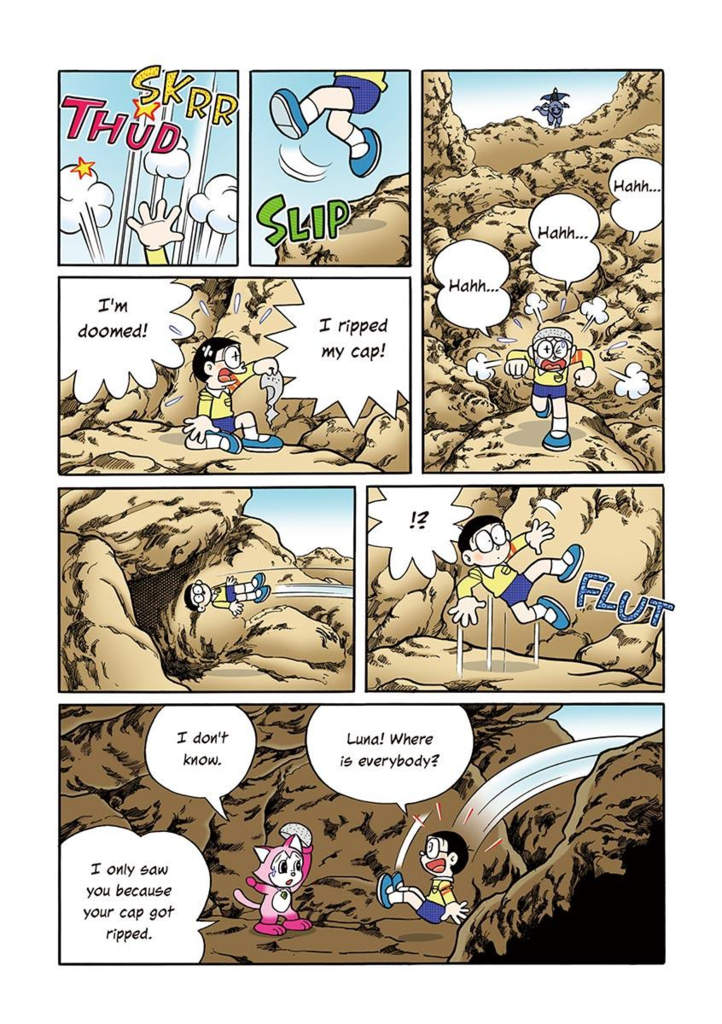 Hahh...
Hahh...
Hahh...
SLIP
SKRR
THUD
I ripped
my cap!
I'm
doomed!
!?
FLUT
Luna! Where
is everybody?
I don't
know.
I only saw
you because
your cap got
ripped.